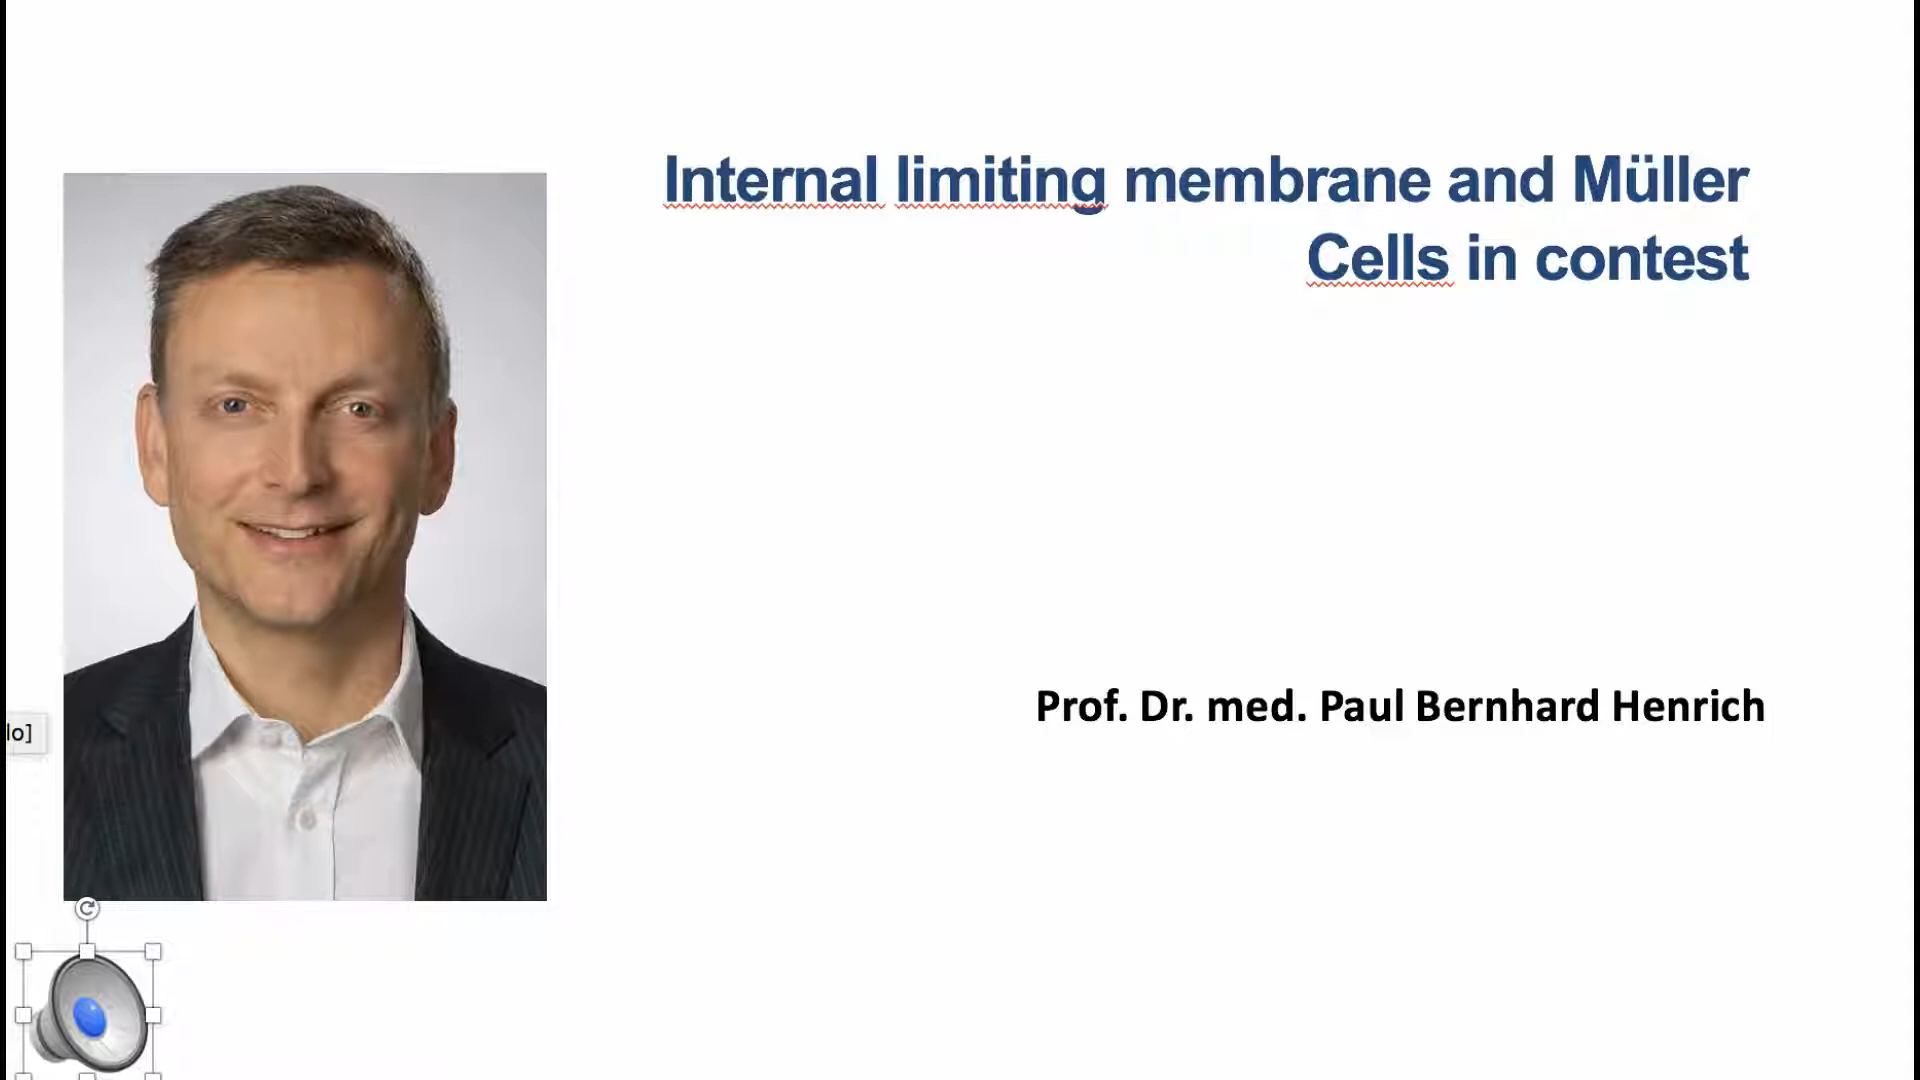 Internal limiting membrane and Müller
Cells in contest
Prof. Dr. med. Paul Bernhard Henrich
lo]